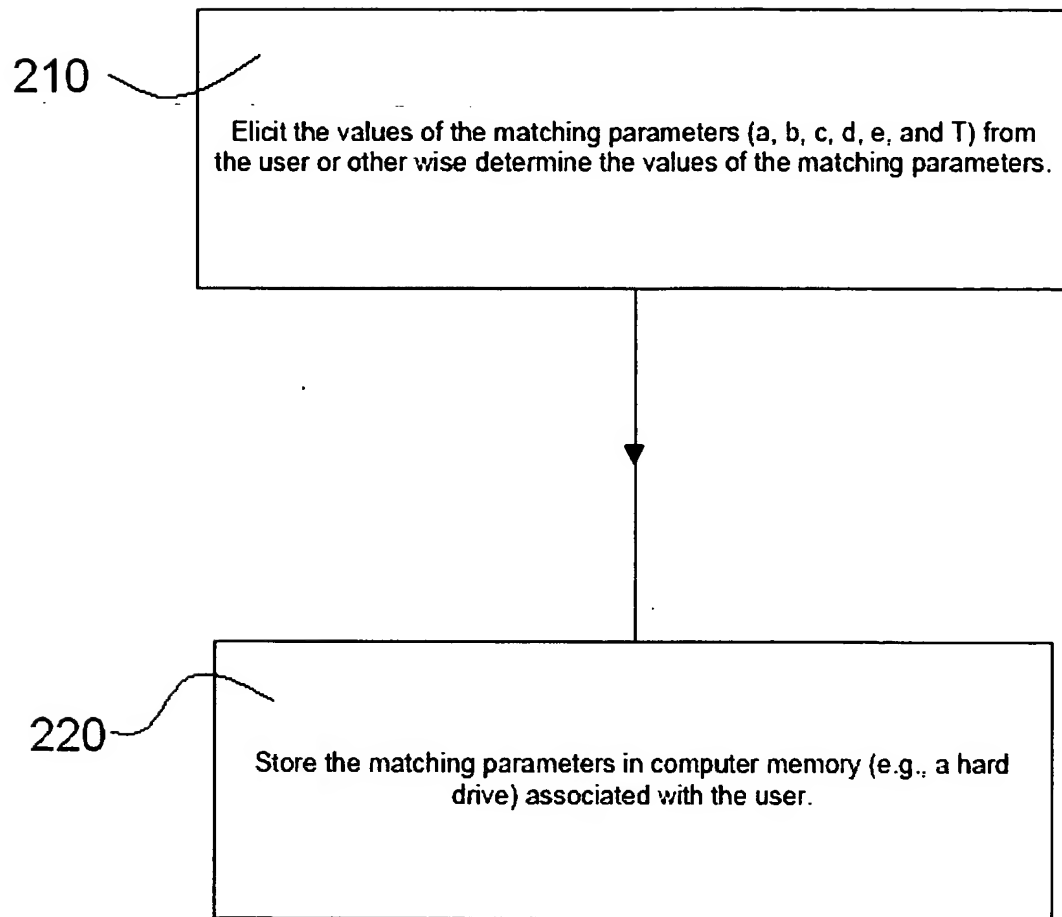 210
Elicit the values of the matching parameters (a, b, c, d, e, and T) from
the user or other wise determine the values of the matching parameters.
220
Store the matching parameters in computer memory (e.g., a hard
drive) associated with the user.